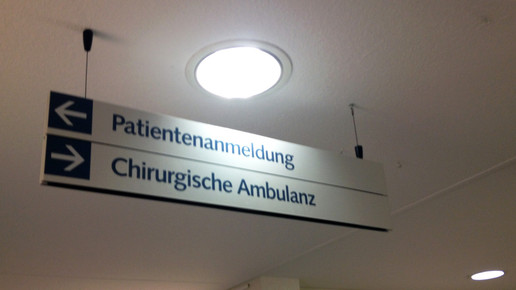 ← Patientenanmeldung
→ Chirurgische Ambulanz